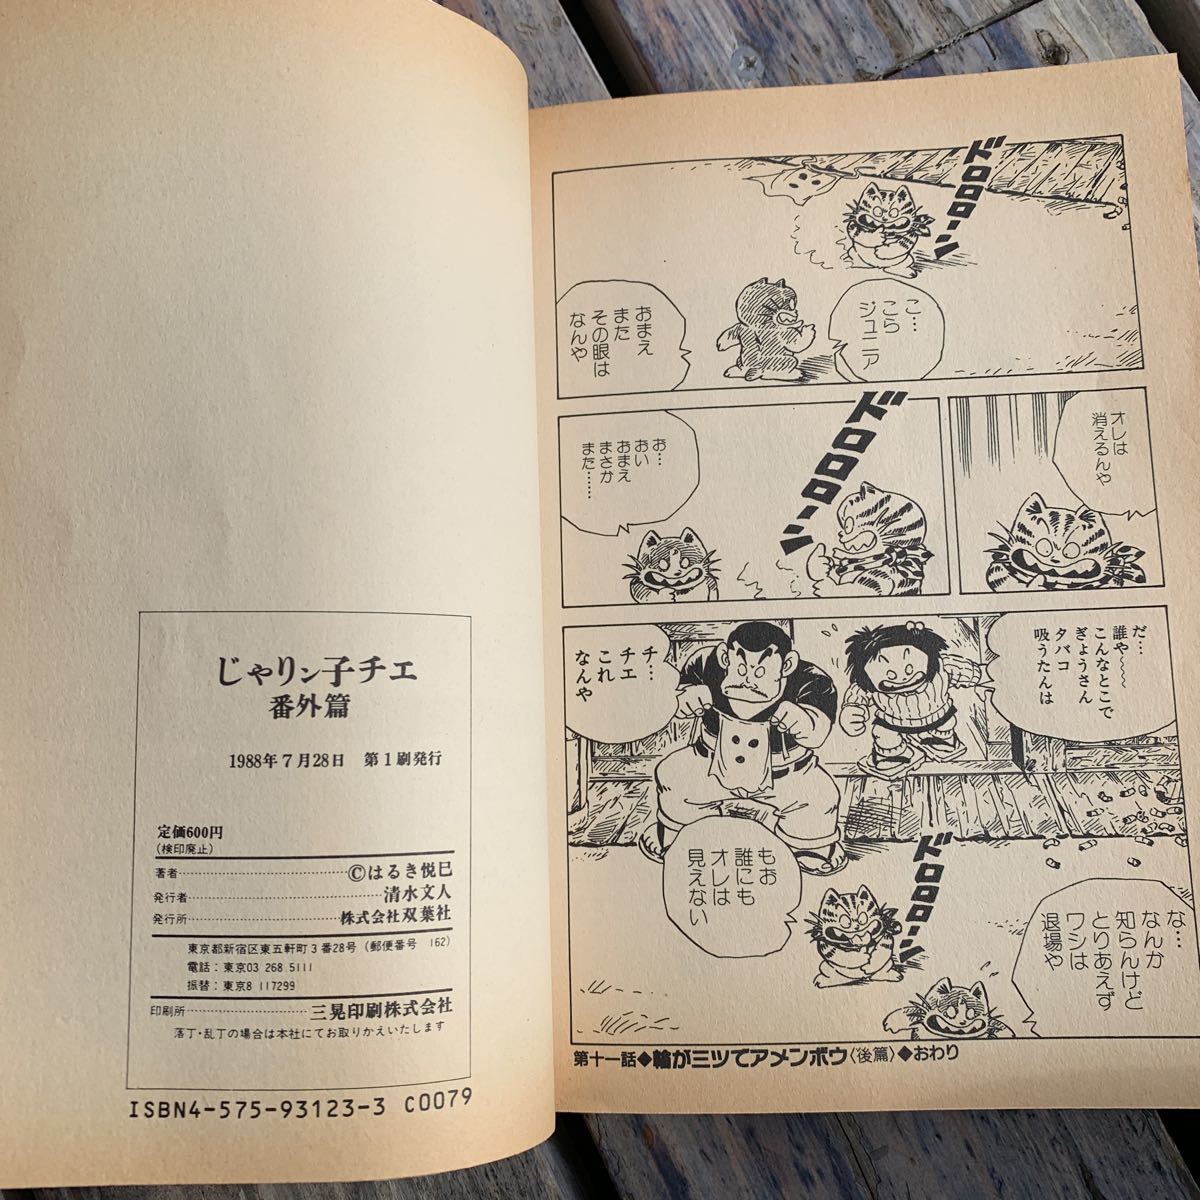 じゃリン子チエ
番外篇
1988年7月28日 第1刷発行
定価600円
(検印廃止)
著者……………………©はるき悦巳
発行者……………………清水文人
発行所……………………株式会社双葉社
東京都新宿区東五軒町3番28号 (郵便番号 162)
電話:東京03 268 5111
振替:東京8 117299
印刷所……………………三晃印刷株式会社
落丁・乱丁の場合は本社にてお取りかえいたします
ISBN4-575-93123-3 C0079
ドロロローン
こ…
こら
ジュニア
おまえ
また
その眼は
なんや
オレは
消えるんや
ドロロローン
お…
おい
おまえ
まさか
また……
だ…
誰や〜〜
こんなとこで
ぎょうさん
タバコ
吸うたんは
チ…
チエ
これ
なんや
もお
誰にも
オレは
見えない
ドロロローン
な…
なんか
知らんけど
とりあえず
ワシは
退場や
第十一話◆輪が三ツでアメンボウ〈後篇〉◆おわり